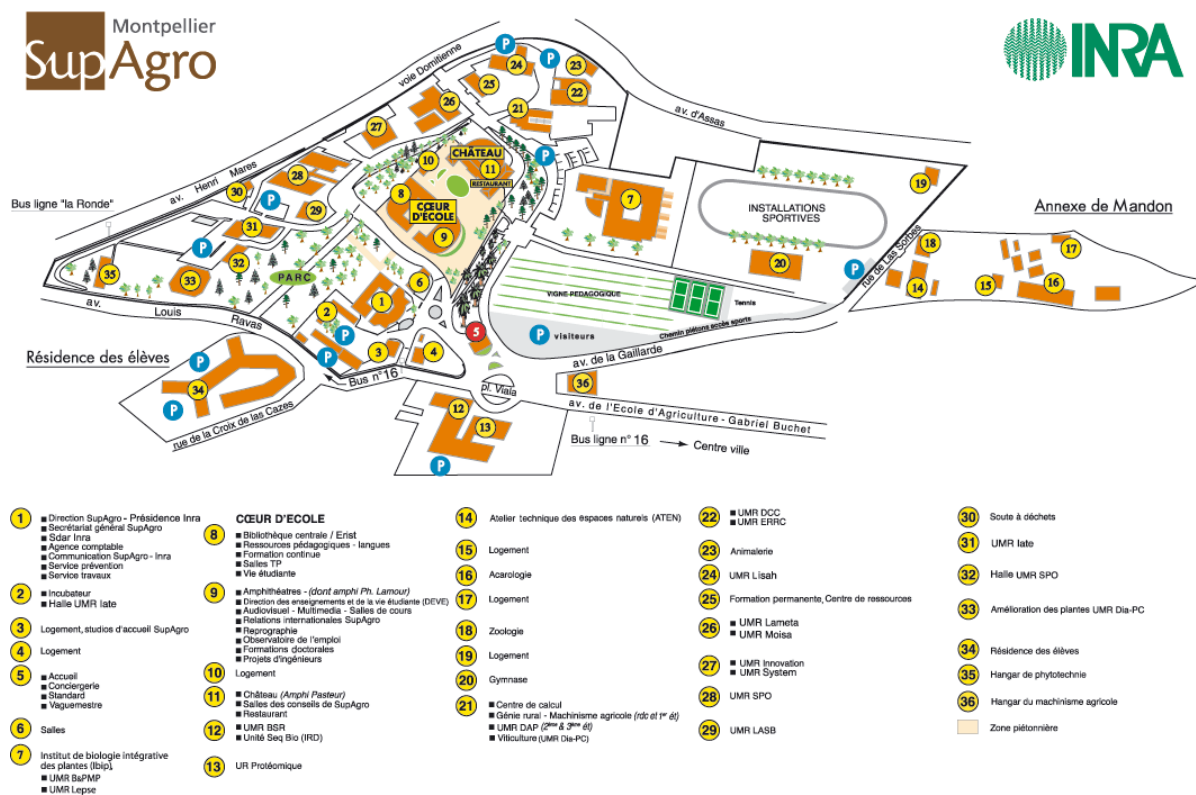 Montpellier
SupAgro
INRA
voie Domitienne
av. d'Assas
av. Henri Mares
Bus ligne "la Ronde"
CHÂTEAU
RESTAURANT
CŒUR
D'ÉCOLE
PARC
INSTALLATIONS
SPORTIVES
Annexe de Mandon
rue de Las Sorbes
VIGNE PEDAGOGIQUE
Tennis
Chemin piétons accès sports
P visiteurs
av. Louis Ravas
Résidence des élèves
Bus n°16
rue de la Croix de las Cazes
pl. Viala
av. de la Gaillarde
av. de l'Ecole d'Agriculture - Gabriel Buchet
Bus ligne n° 16 → Centre ville
1
■ Direction SupAgro - Présidence Inra
■ Secrétariat général SupAgro
■ Sdar Inra
■ Agence comptable
■ Communication SupAgro - Inra
■ Service prévention
■ Service travaux
2
■ Incubateur
■ Halle UMR Iate
3 Logement, studios d'accueil SupAgro
4 Logement
5
■ Accueil
■ Conciergerie
■ Standard
■ Vaguemestre
6 Salles
7 Institut de biologie intégrative
des plantes (Ibip),
■ UMR B&PMP
■ UMR Lepse
CŒUR D'ECOLE
8
■ Bibliothèque centrale / Erist
■ Ressources pédagogiques - langues
■ Formation continue
■ Salles TP
■ Vie étudiante
9
■ Amphithéatres - (dont amphi Ph. Lamour)
■ Direction des enseignements et de la vie étudiante (DEVE)
■ Audiovisuel - Multimedia - Salles de cours
■ Relations internationales SupAgro
■ Reprographie
■ Observatoire de l'emploi
■ Formations doctorales
■ Projets d'ingénieurs
10 Logement
11
■ Château (Amphi Pasteur)
■ Salles des conseils de SupAgro
■ Restaurant
12
■ UMR BSR
■ Unité Seq Bio (IRD)
13 UR Protéomique
14 Atelier technique des espaces naturels (ATEN)
15 Logement
16 Acarologie
17 Logement
18 Zoologie
19 Logement
20 Gymnase
21
■ Centre de calcul
■ Génie rural - Machinisme agricole (rdc et 1er ét)
■ UMR DAP (2ème & 3ème ét)
■ Viticulture (UMR Dia-PC)
22
■ UMR DCC
■ UMR ERRC
23 Animalerie
24 UMR Lisah
25 Formation permanente, Centre de ressources
26
■ UMR Lameta
■ UMR Moisa
27
■ UMR Innovation
■ UMR System
28 UMR SPO
29 UMR LASB
30 Soute à déchets
31 UMR Iate
32 Halle UMR SPO
33 Amélioration des plantes UMR Dia-PC
34 Résidence des élèves
35 Hangar de phytotechnie
36 Hangar du machinisme agricole
Zone piétonnière